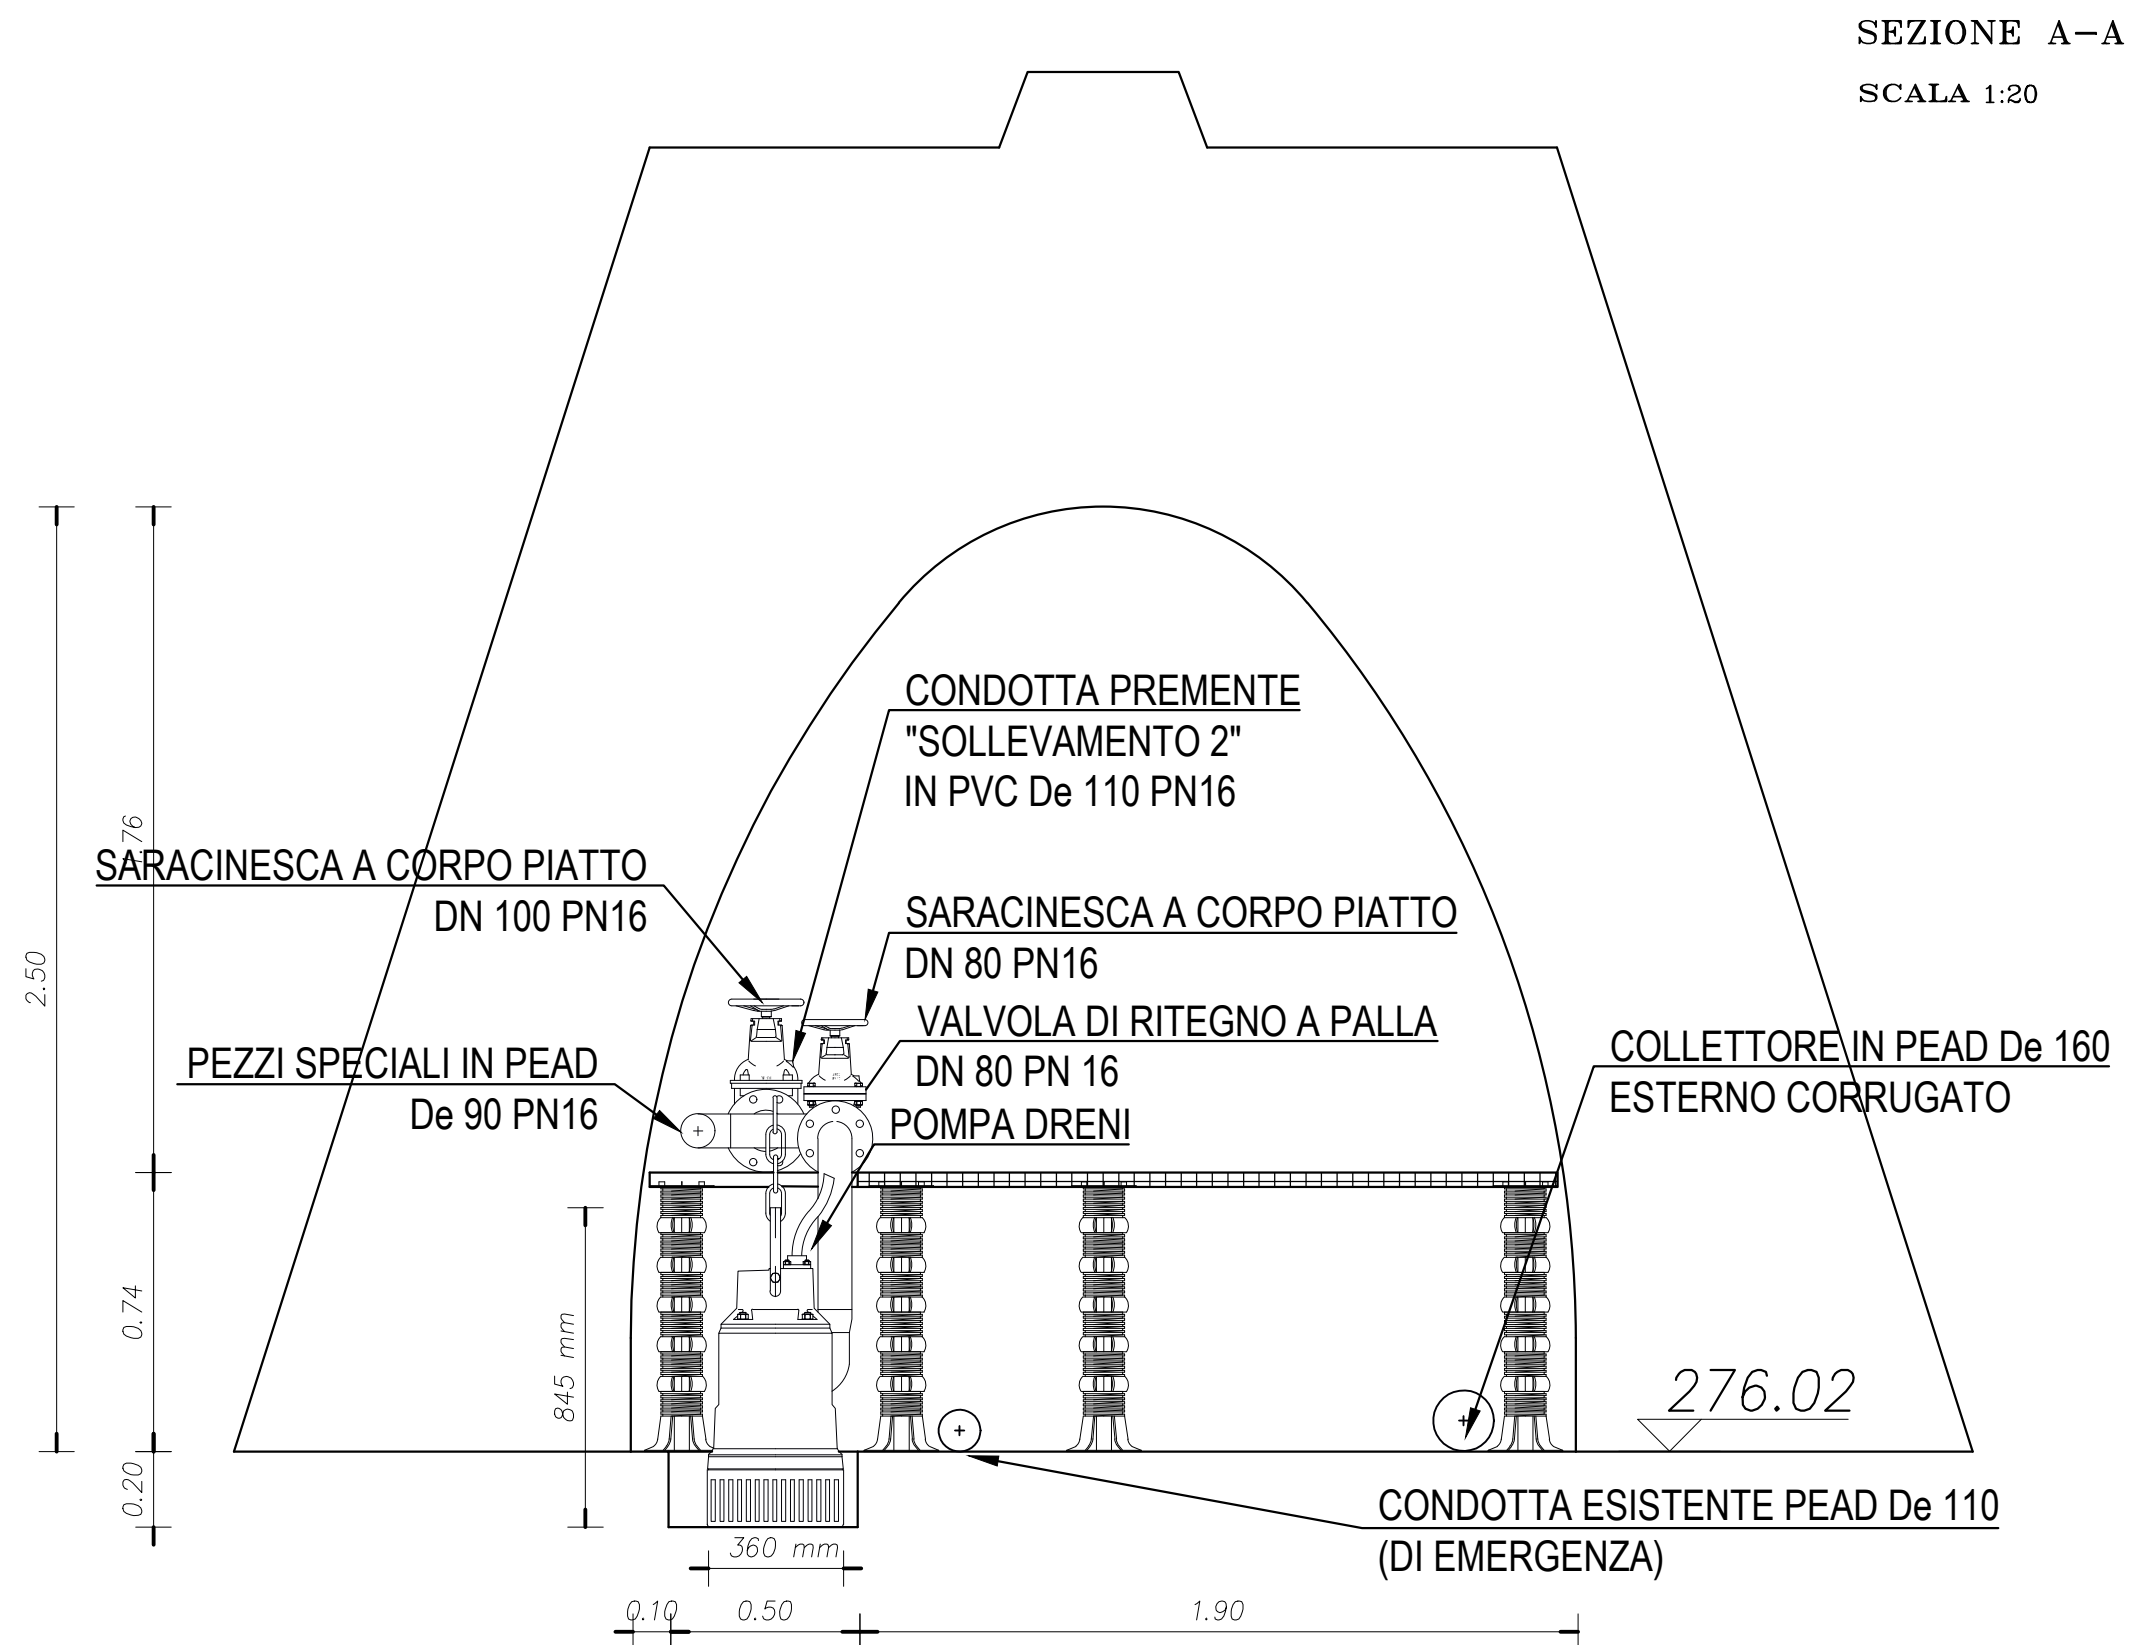 SEZIONE A-A
SCALA 1:20
CONDOTTA PREMENTE
"SOLLEVAMENTO 2"
IN PVC De 110 PN16
1.76
SARACINESCA A CORPO PIATTO
DN 100 PN16
SARACINESCA A CORPO PIATTO
DN 80 PN16
2.50
VALVOLA DI RITEGNO A PALLA
DN 80 PN 16
COLLETTORE IN PEAD De 160
ESTERNO CORRUGATO
PEZZI SPECIALI IN PEAD
De 90 PN16
POMPA DRENI
0.74
845 mm
276.02
0.20
CONDOTTA ESISTENTE PEAD De 110
(DI EMERGENZA)
360 mm
0.10
0.50
1.90